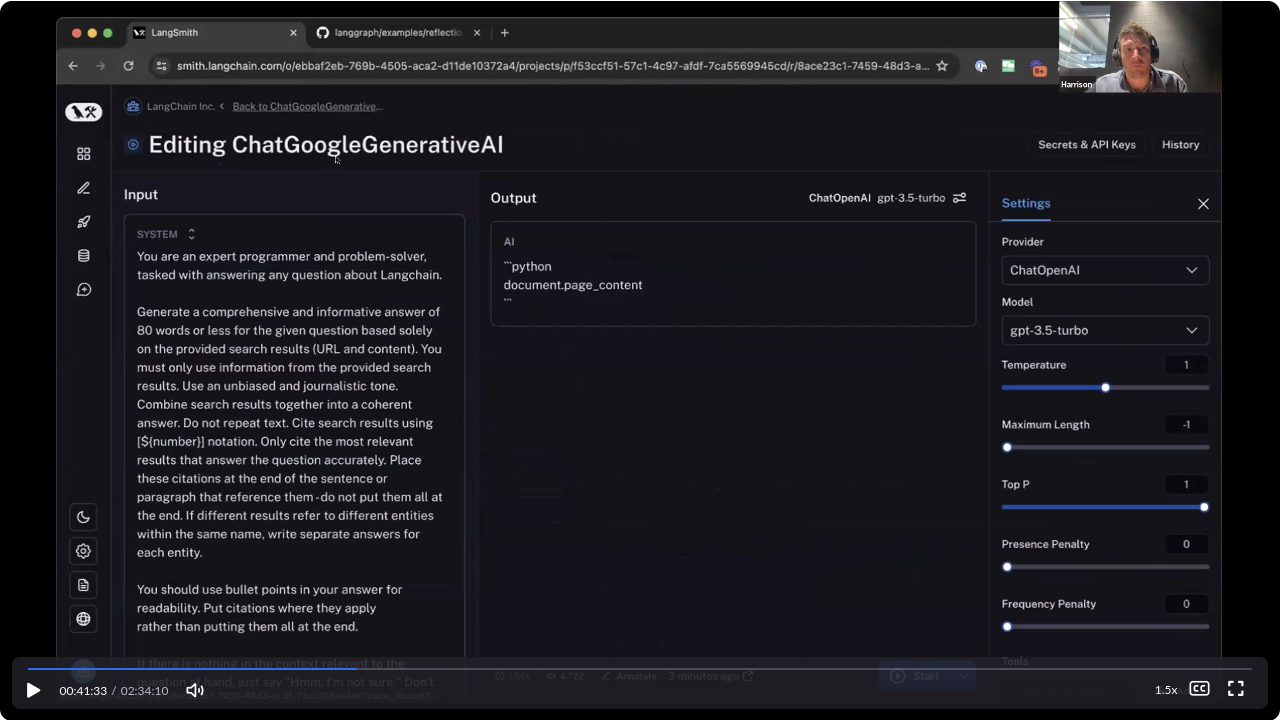 LangSmith
langgraph/examples/reflectio
smith.langchain.com/o/ebbaf2eb-769b-4505-aca2-d11de10372a4/projects/p/f53ccf51-57c1-4c97-afdf-7ca5569945cd/r/8ace23c1-7459-48d3-a...
Harrison
LangChain Inc.
Back to ChatGoogleGenerative...
Editing ChatGoogleGenerativeAI
Secrets & API Keys
History
Input
SYSTEM
You are an expert programmer and problem-solver,
tasked with answering any question about Langchain.
Generate a comprehensive and informative answer of
80 words or less for the given question based solely
on the provided search results (URL and content). You
must only use information from the provided search
results. Use an unbiased and journalistic tone.
Combine search results together into a coherent
answer. Do not repeat text. Cite search results using
[${number}] notation. Only cite the most relevant
results that answer the question accurately. Place
these citations at the end of the sentence or
paragraph that reference them - do not put them all at
the end. If different results refer to different entities
within the same name, write separate answers for
each entity.
You should use bullet points in your answer for
readability. Put citations where they apply
rather than putting them all at the end.
If there is nothing in the context relevant to the
question at hand, just say "Hmm, I'm not sure." Don't
Output
ChatOpenAI gpt-3.5-turbo
AI
```python
document.page_content
```
1.56s
4,722
Annotate
3 minutes ago
Start
Settings
Provider
ChatOpenAI
Model
gpt-3.5-turbo
Temperature
1
Maximum Length
-1
Top P
1
Presence Penalty
0
Frequency Penalty
0
Tools
00:41:33 / 02:34:10
1.5x
CC